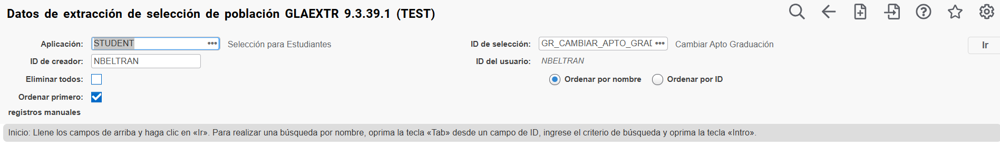 Datos de extracción de selección de población GLAEXTR 9.3.39.1 (TEST)
Aplicación: STUDENT ••• Selección para Estudiantes ID de selección: GR_CAMBIAR_APTO_GRAD ••• Cambiar Apto Graduación Ir
ID de creador: NBELTRAN ID del usuario: NBELTRAN
Eliminar todos: Ordenar por nombre Ordenar por ID
Ordenar primero:
registros manuales
Inicio: Llene los campos de arriba y haga clic en «Ir». Para realizar una búsqueda por nombre, oprima la tecla «Tab» desde un campo de ID, ingrese el criterio de búsqueda y oprima la tecla «Intro».